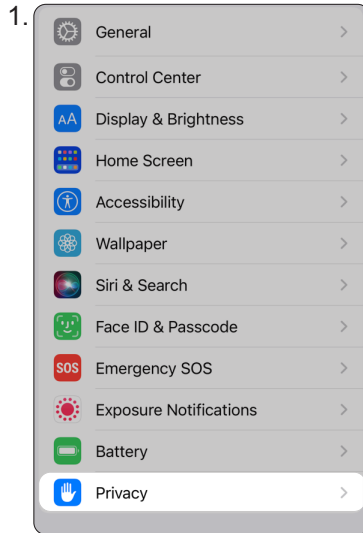 1.
General
Control Center
AA Display & Brightness
Home Screen
Accessibility
Wallpaper
Siri & Search
Face ID & Passcode
SOS Emergency SOS
Exposure Notifications
Battery
Privacy